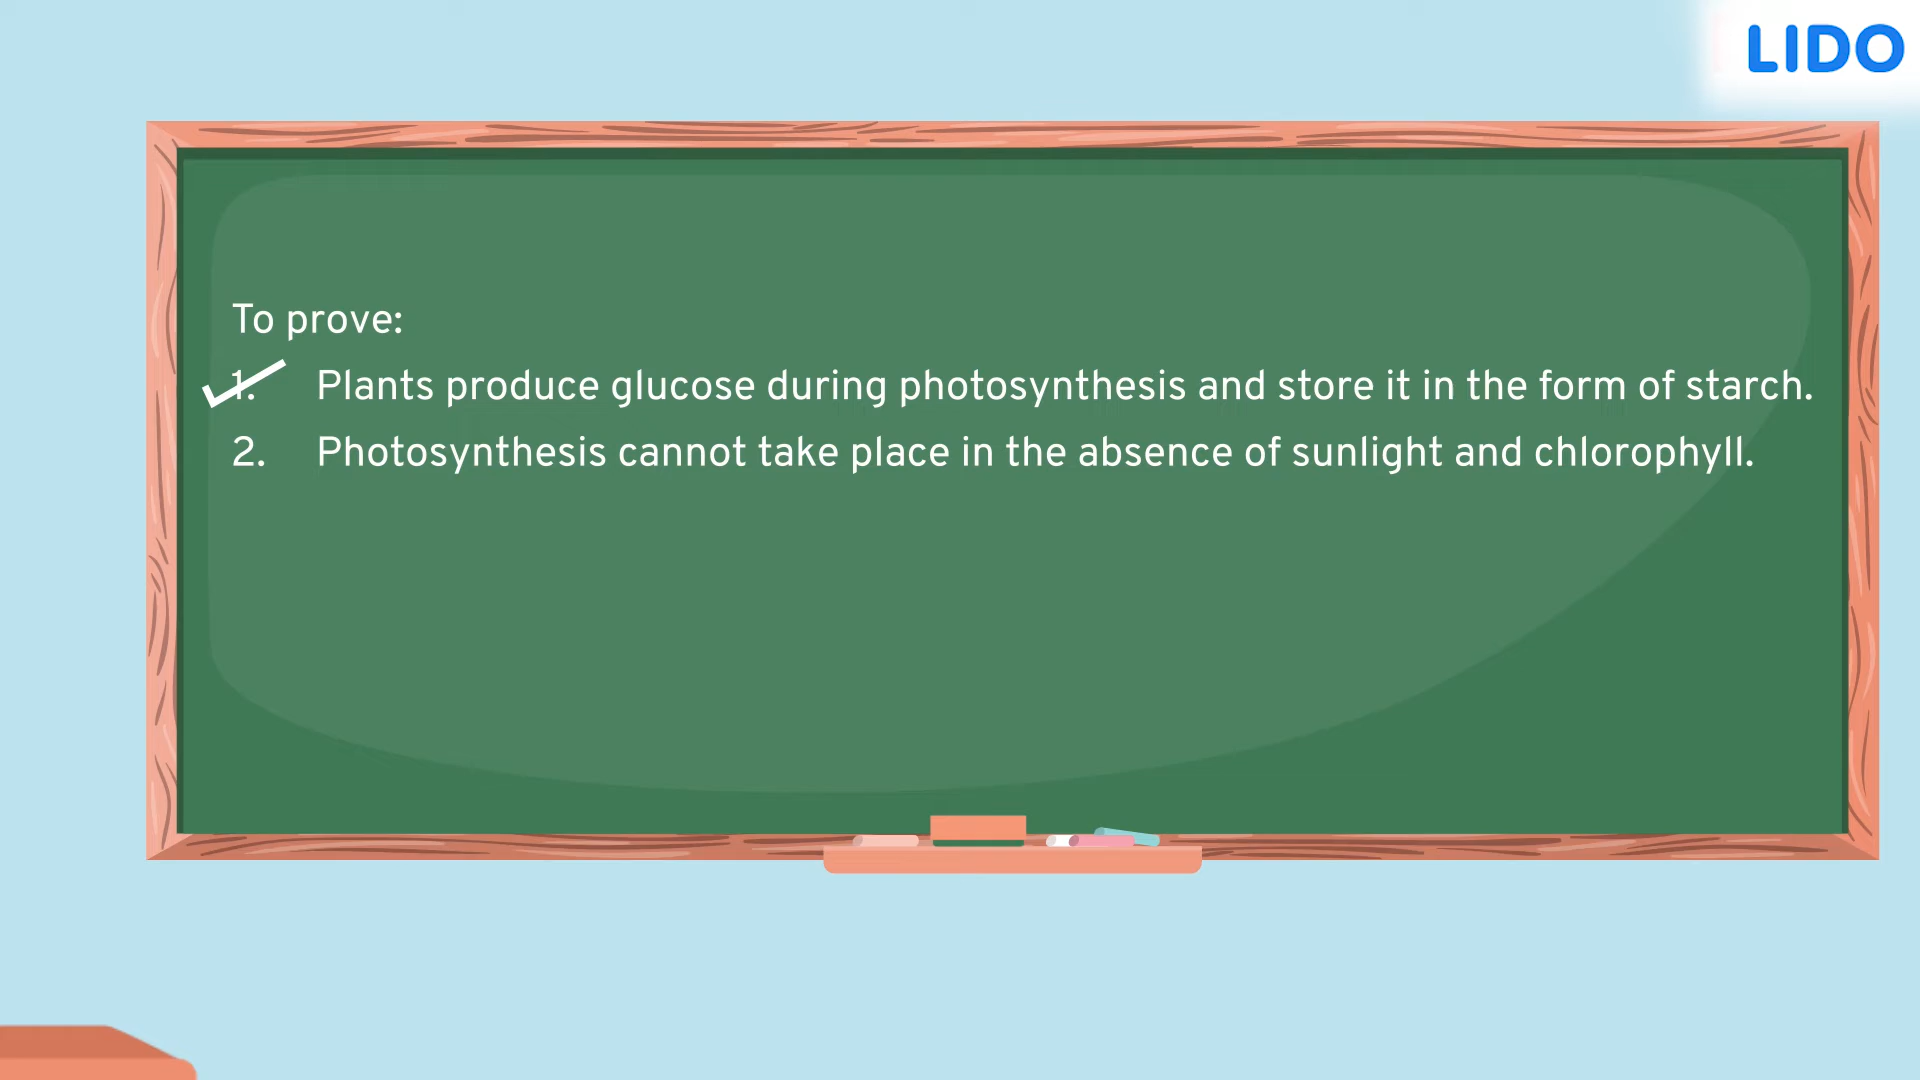 LIDO
To prove:
1. Plants produce glucose during photosynthesis and store it in the form of starch.
2. Photosynthesis cannot take place in the absence of sunlight and chlorophyll.